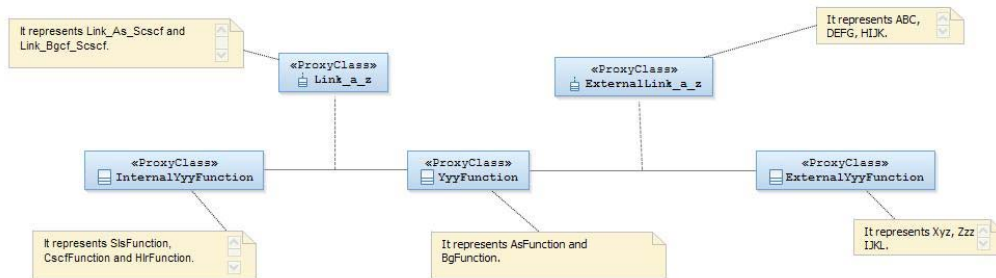 It represents Link_As_Scscf and
Link_Bgcf_Scscf.
It represents ABC,
DEFG, HIJK.
«ProxyClass»
Link_a_z
«ProxyClass»
ExternalLink_a_z
«ProxyClass»
InternalYyyFunction
«ProxyClass»
YyyFunction
«ProxyClass»
ExternalYyyFunction
It represents SlsFunction,
CscfFunction and HlrFunction.
It represents AsFunction and
BgFunction.
It represents Xyz, Zzz
IJKL.